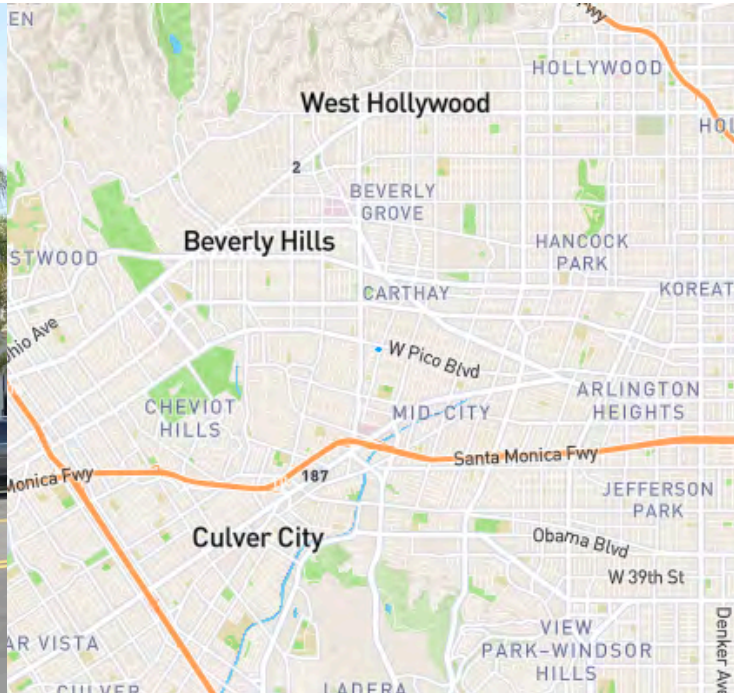 EN
HOLLYWOOD
West Hollywood
HOL
2
BEVERLY
GROVE
Beverly Hills
STWOOD
HANCOCK
PARK
CARTHAY
KOREAT
hio Ave
W Pico Blvd
CHEVIOT
HILLS
MID-CITY
ARLINGTON
HEIGHTS
Monica Fwy
187
Santa Monica Fwy
JEFFERSON
PARK
Culver City
Obama Blvd
W 39th St
Denker Ave
AR VISTA
VIEW
PARK-WINDSOR
HILLS
CULVER
LADERA